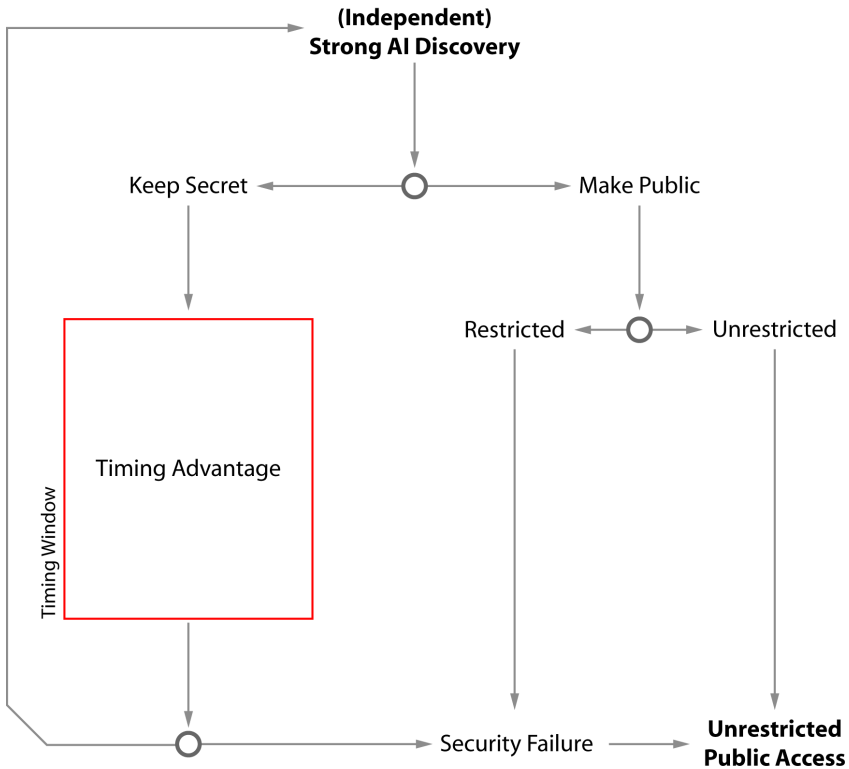 (Independent)
Strong AI Discovery
Keep Secret
Make Public
Restricted
Unrestricted
Timing Advantage
Timing Window
Security Failure
Unrestricted
Public Access